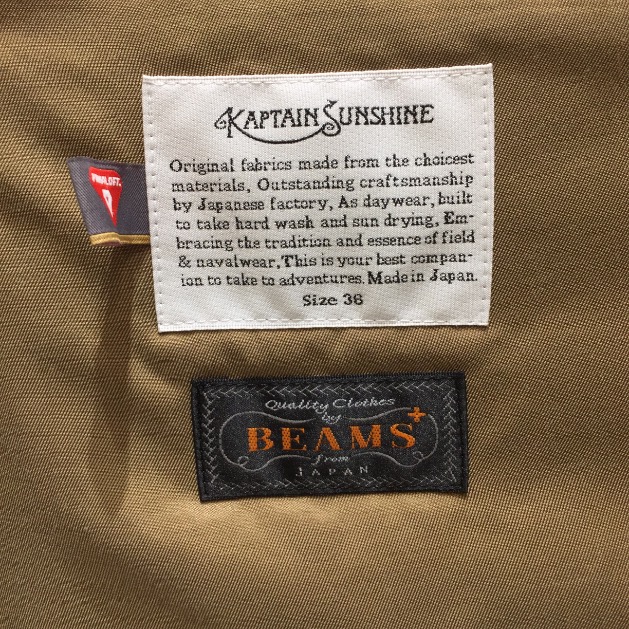 KAPTAIN SUNSHINE
Original fabrics made from the choicest
materials, Outstanding craftsmanship
by Japanese factory, As daywear, built
to take hard wash and sun drying, Em-
bracing the tradition and essence of field
& navalwear, This is your best compan-
ion to take to adventures. Made in Japan.
Size 36
PRIMALOFT
Quality Clothes
by
BEAMS+
from
JAPAN